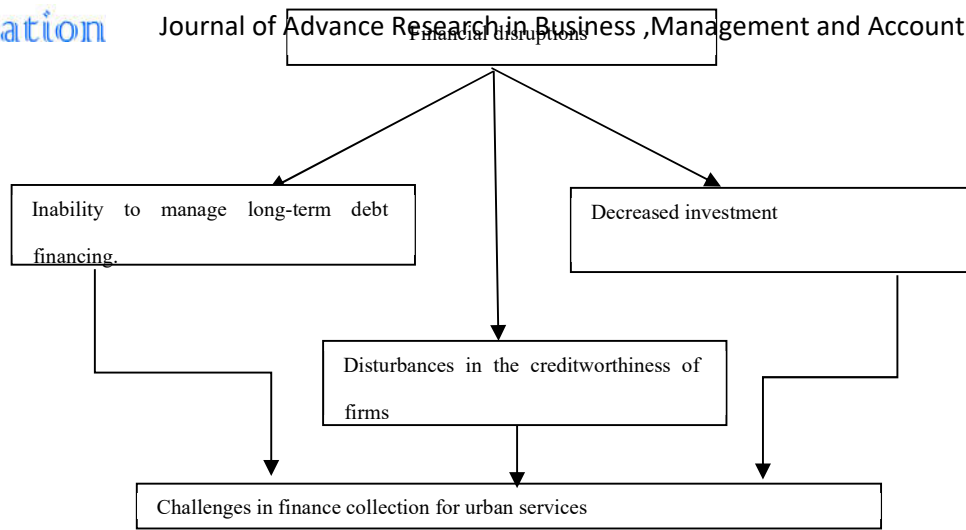 ation
Journal of Advance Research in Business ,Management and Account
Financial disruptions
Inability to manage long-term debt
financing.
Decreased investment
Disturbances in the creditworthiness of
firms
Challenges in finance collection for urban services